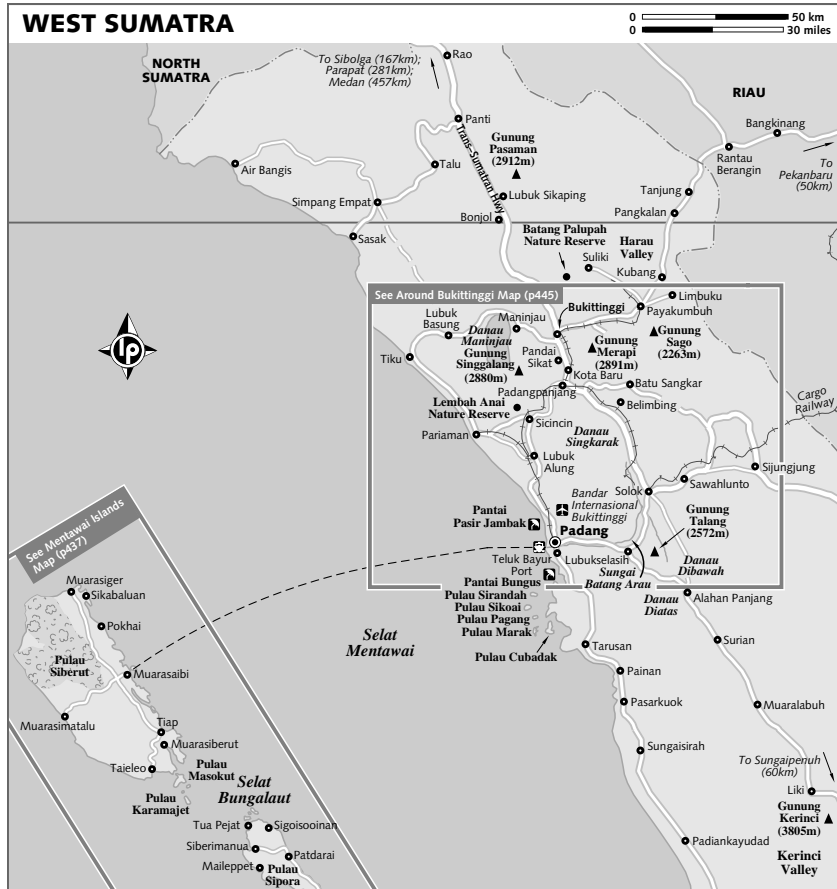 WEST SUMATRA
0 50 km
0 30 miles
NORTH
SUMATRA
To Sibolga (167km);
Parapat (281km);
Medan (457km)
Rao
RIAU
Bangkinang
Panti
Trans-Sumatran Hwy
Gunung
Pasaman
(2912m)
Rantau
Berangin
To
Pekanbaru
(50km)
Air Bangis
Talu
Lubuk Sikaping
Tanjung
Simpang Empat
Bonjol
Pangkalan
Sasak
Batang Palupah
Nature Reserve
Harau
Valley
Suliki
Kubang
See Around Bukittinggi Map (p445)
Bukittinggi
Limbuku
Payakumbuh
Lubuk
Basung
Maninjau
Danau
Maninjau
Gunung
Singgalang
(2880m)
Pandai
Sikat
Gunung
Merapi
(2891m)
Gunung
Sago
(2263m)
Tiku
Kota Baru
Batu Sangkar
Padangpanjang
Cargo
Railway
Lembah Anai
Nature Reserve
Belimbing
Sicincin
Danau
Singkarak
Pariaman
Lubuk
Alung
Sijungjung
Sawahlunto
Solok
Bandar
Internasional
Bukittinggi
Gunung
Talang
(2572m)
Pantai
Pasir Jambak
Padang
See Mentawai Islands
Map (p437)
Teluk Bayur
Port
Lubukselasih
Sungai
Batang Arau
Danau
Dibawah
Danau
Diatas
Alahan Panjang
Pantai Bungus
Pulau Sirandah
Pulau Sikoai
Pulau Pagang
Pulau Marak
Pulau Cubadak
Muarasiger
Sikabaluan
Pokhai
Selat
Mentawai
Tarusan
Surian
Pulau
Siberut
Muarasaibi
Painan
Pasarkuok
Muaralabuh
Muarasimatalu
Tiap
Muarasiberut
Sungaisirah
Taieleo
Pulau
Masokut
To Sungaipenuh
(60km)
Pulau
Karamajet
Selat
Bungalaut
Liki
Gunung
Kerinci
(3805m)
Tua Pejat
Sigoisooinan
Siberimanua
Patdarai
Padiankayudad
Maileppet
Pulau
Sipora
Kerinci
Valley
lp